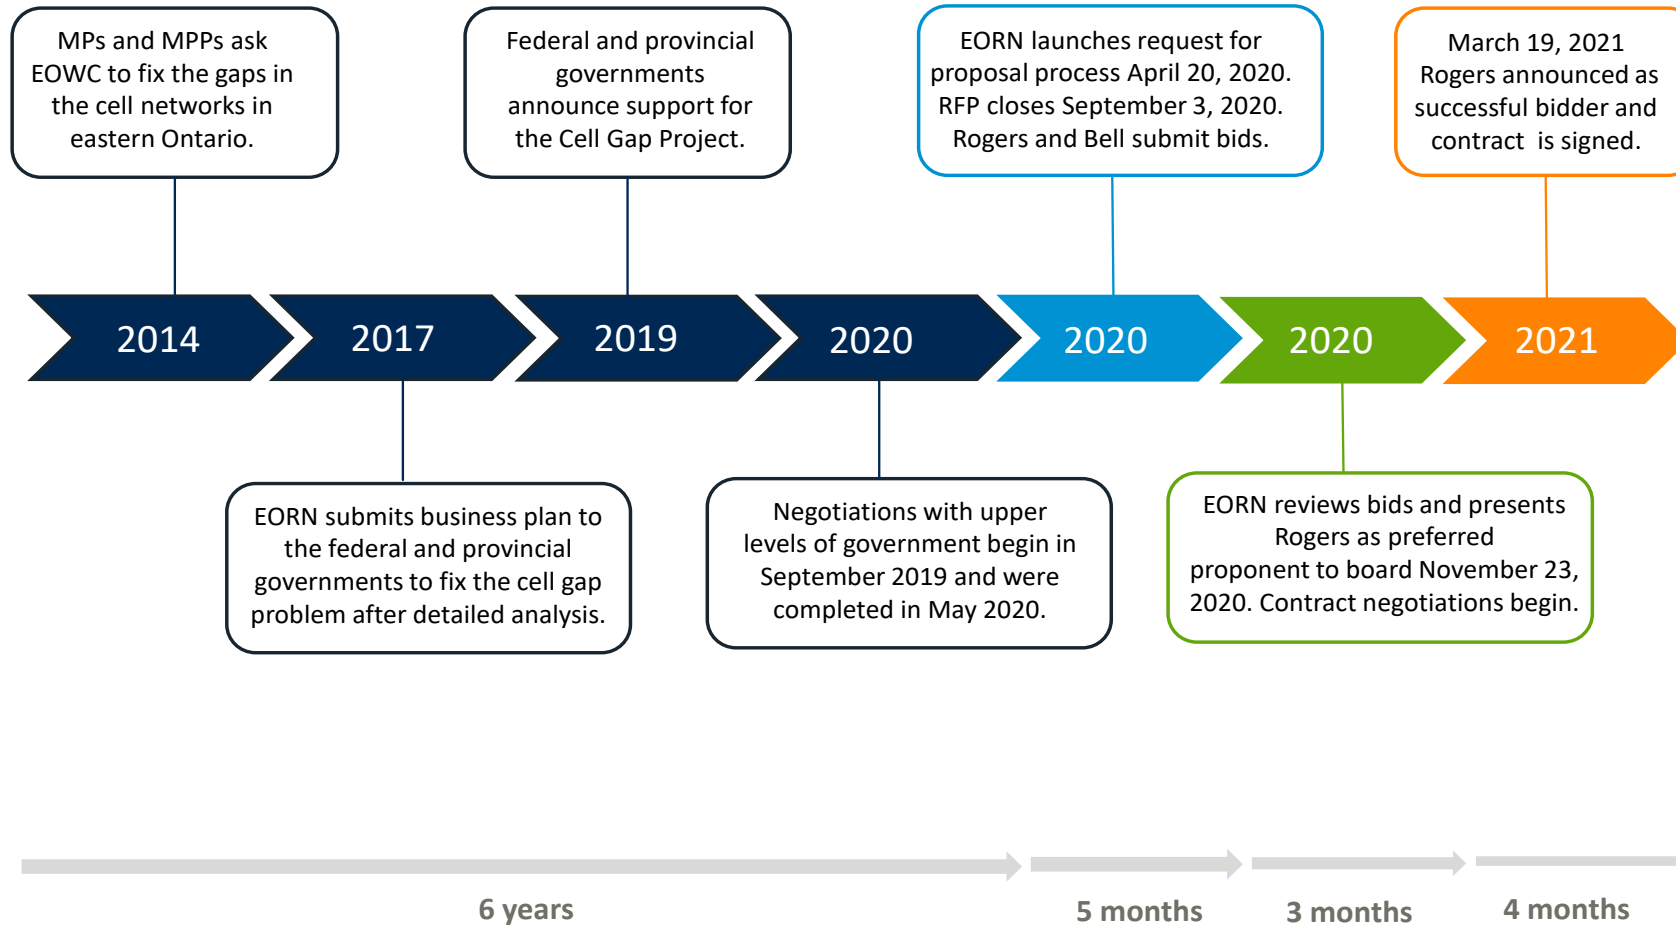 MPs and MPPs ask
EOWC to fix the gaps in
the cell networks in
eastern Ontario.
Federal and provincial
governments
announce support for
the Cell Gap Project.
EORN launches request for
proposal process April 20, 2020.
RFP closes September 3, 2020.
Rogers and Bell submit bids.
March 19, 2021
Rogers announced as
successful bidder and
contract is signed.
2014
2017
2019
2020
2020
2020
2021
EORN submits business plan to
the federal and provincial
governments to fix the cell gap
problem after detailed analysis.
Negotiations with upper
levels of government begin in
September 2019 and were
completed in May 2020.
EORN reviews bids and presents
Rogers as preferred
proponent to board November 23,
2020. Contract negotiations begin.
6 years
5 months
3 months
4 months